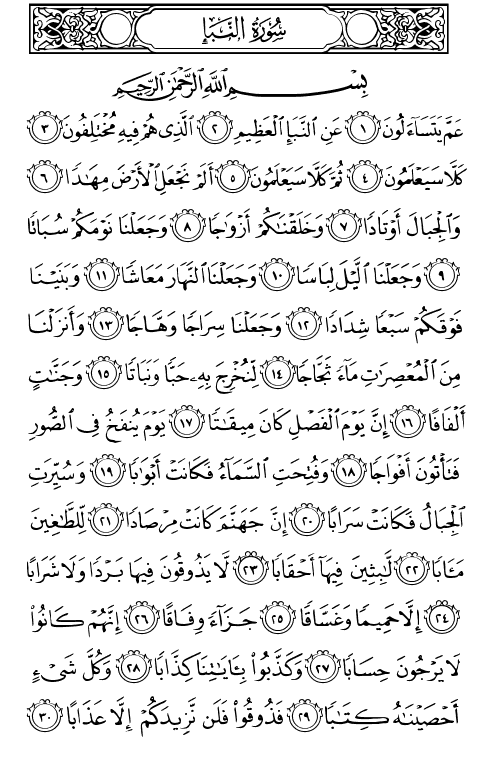 سُورَةُ النَّبَإِ
بِسْمِ ٱللَّهِ ٱلرَّحْمَٰنِ ٱلرَّحِيمِ
عَمَّ يَتَسَآءَلُونَ ١ عَنِ ٱلنَّبَإِ ٱلْعَظِيمِ ٢ ٱلَّذِى هُمْ فِيهِ مُخْتَلِفُونَ ٣
كَلَّا سَيَعْلَمُونَ ٤ ثُمَّ كَلَّا سَيَعْلَمُونَ ٥ أَلَمْ نَجْعَلِ ٱلْأَرْضَ مِهَٰدًا ٦
وَٱلْجِبَالَ أَوْتَادًا ٧ وَخَلَقْنَٰكُمْ أَزْوَٰجًا ٨ وَجَعَلْنَا نَوْمَكُمْ سُبَاتًا
٩ وَجَعَلْنَا ٱلَّيْلَ لِبَاسًا ١٠ وَجَعَلْنَا ٱلنَّهَارَ مَعَاشًا ١١ وَبَنَيْنَا
فَوْقَكُمْ سَبْعًا شِدَادًا ١٢ وَجَعَلْنَا سِرَاجًا وَهَّاجًا ١٣ وَأَنزَلْنَا
مِنَ ٱلْمُعْصِرَٰتِ مَآءً ثَجَّاجًا ١٤ لِّنُخْرِجَ بِهِۦ حَبًّا وَنَبَاتًا ١٥ وَجَنَّٰتٍ
أَلْفَافًا ١٦ إِنَّ يَوْمَ ٱلْفَصْلِ كَانَ مِيقَٰتًا ١٧ يَوْمَ يُنفَخُ فِى ٱلصُّورِ
فَتَأْتُونَ أَفْوَاجًا ١٨ وَفُتِحَتِ ٱلسَّمَآءُ فَكَانَتْ أَبْوَٰبًا ١٩ وَسُيِّرَتِ
ٱلْجِبَالُ فَكَانَتْ سَرَابًا ٢٠ إِنَّ جَهَنَّمَ كَانَتْ مِرْصَادًا ٢١ لِّلطَّٰغِينَ
مَـَٔابًا ٢٢ لَّٰبِثِينَ فِيهَآ أَحْقَابًا ٢٣ لَّا يَذُوقُونَ فِيهَا بَرْدًا وَلَا شَرَابًا
٢٤ إِلَّا حَمِيمًا وَغَسَّاقًا ٢٥ جَزَآءً وِفَاقًا ٢٦ إِنَّهُمْ كَانُوا۟
لَا يَرْجُونَ حِسَابًا ٢٧ وَكَذَّبُوا۟ بِـَٔايَٰتِنَا كِذَّابًا ٢٨ وَكُلَّ شَىْءٍ
أَحْصَيْنَٰهُ كِتَٰبًا ٢٩ فَذُوقُوا۟ فَلَن نَّزِيدَكُمْ إِلَّا عَذَابًا ٣٠